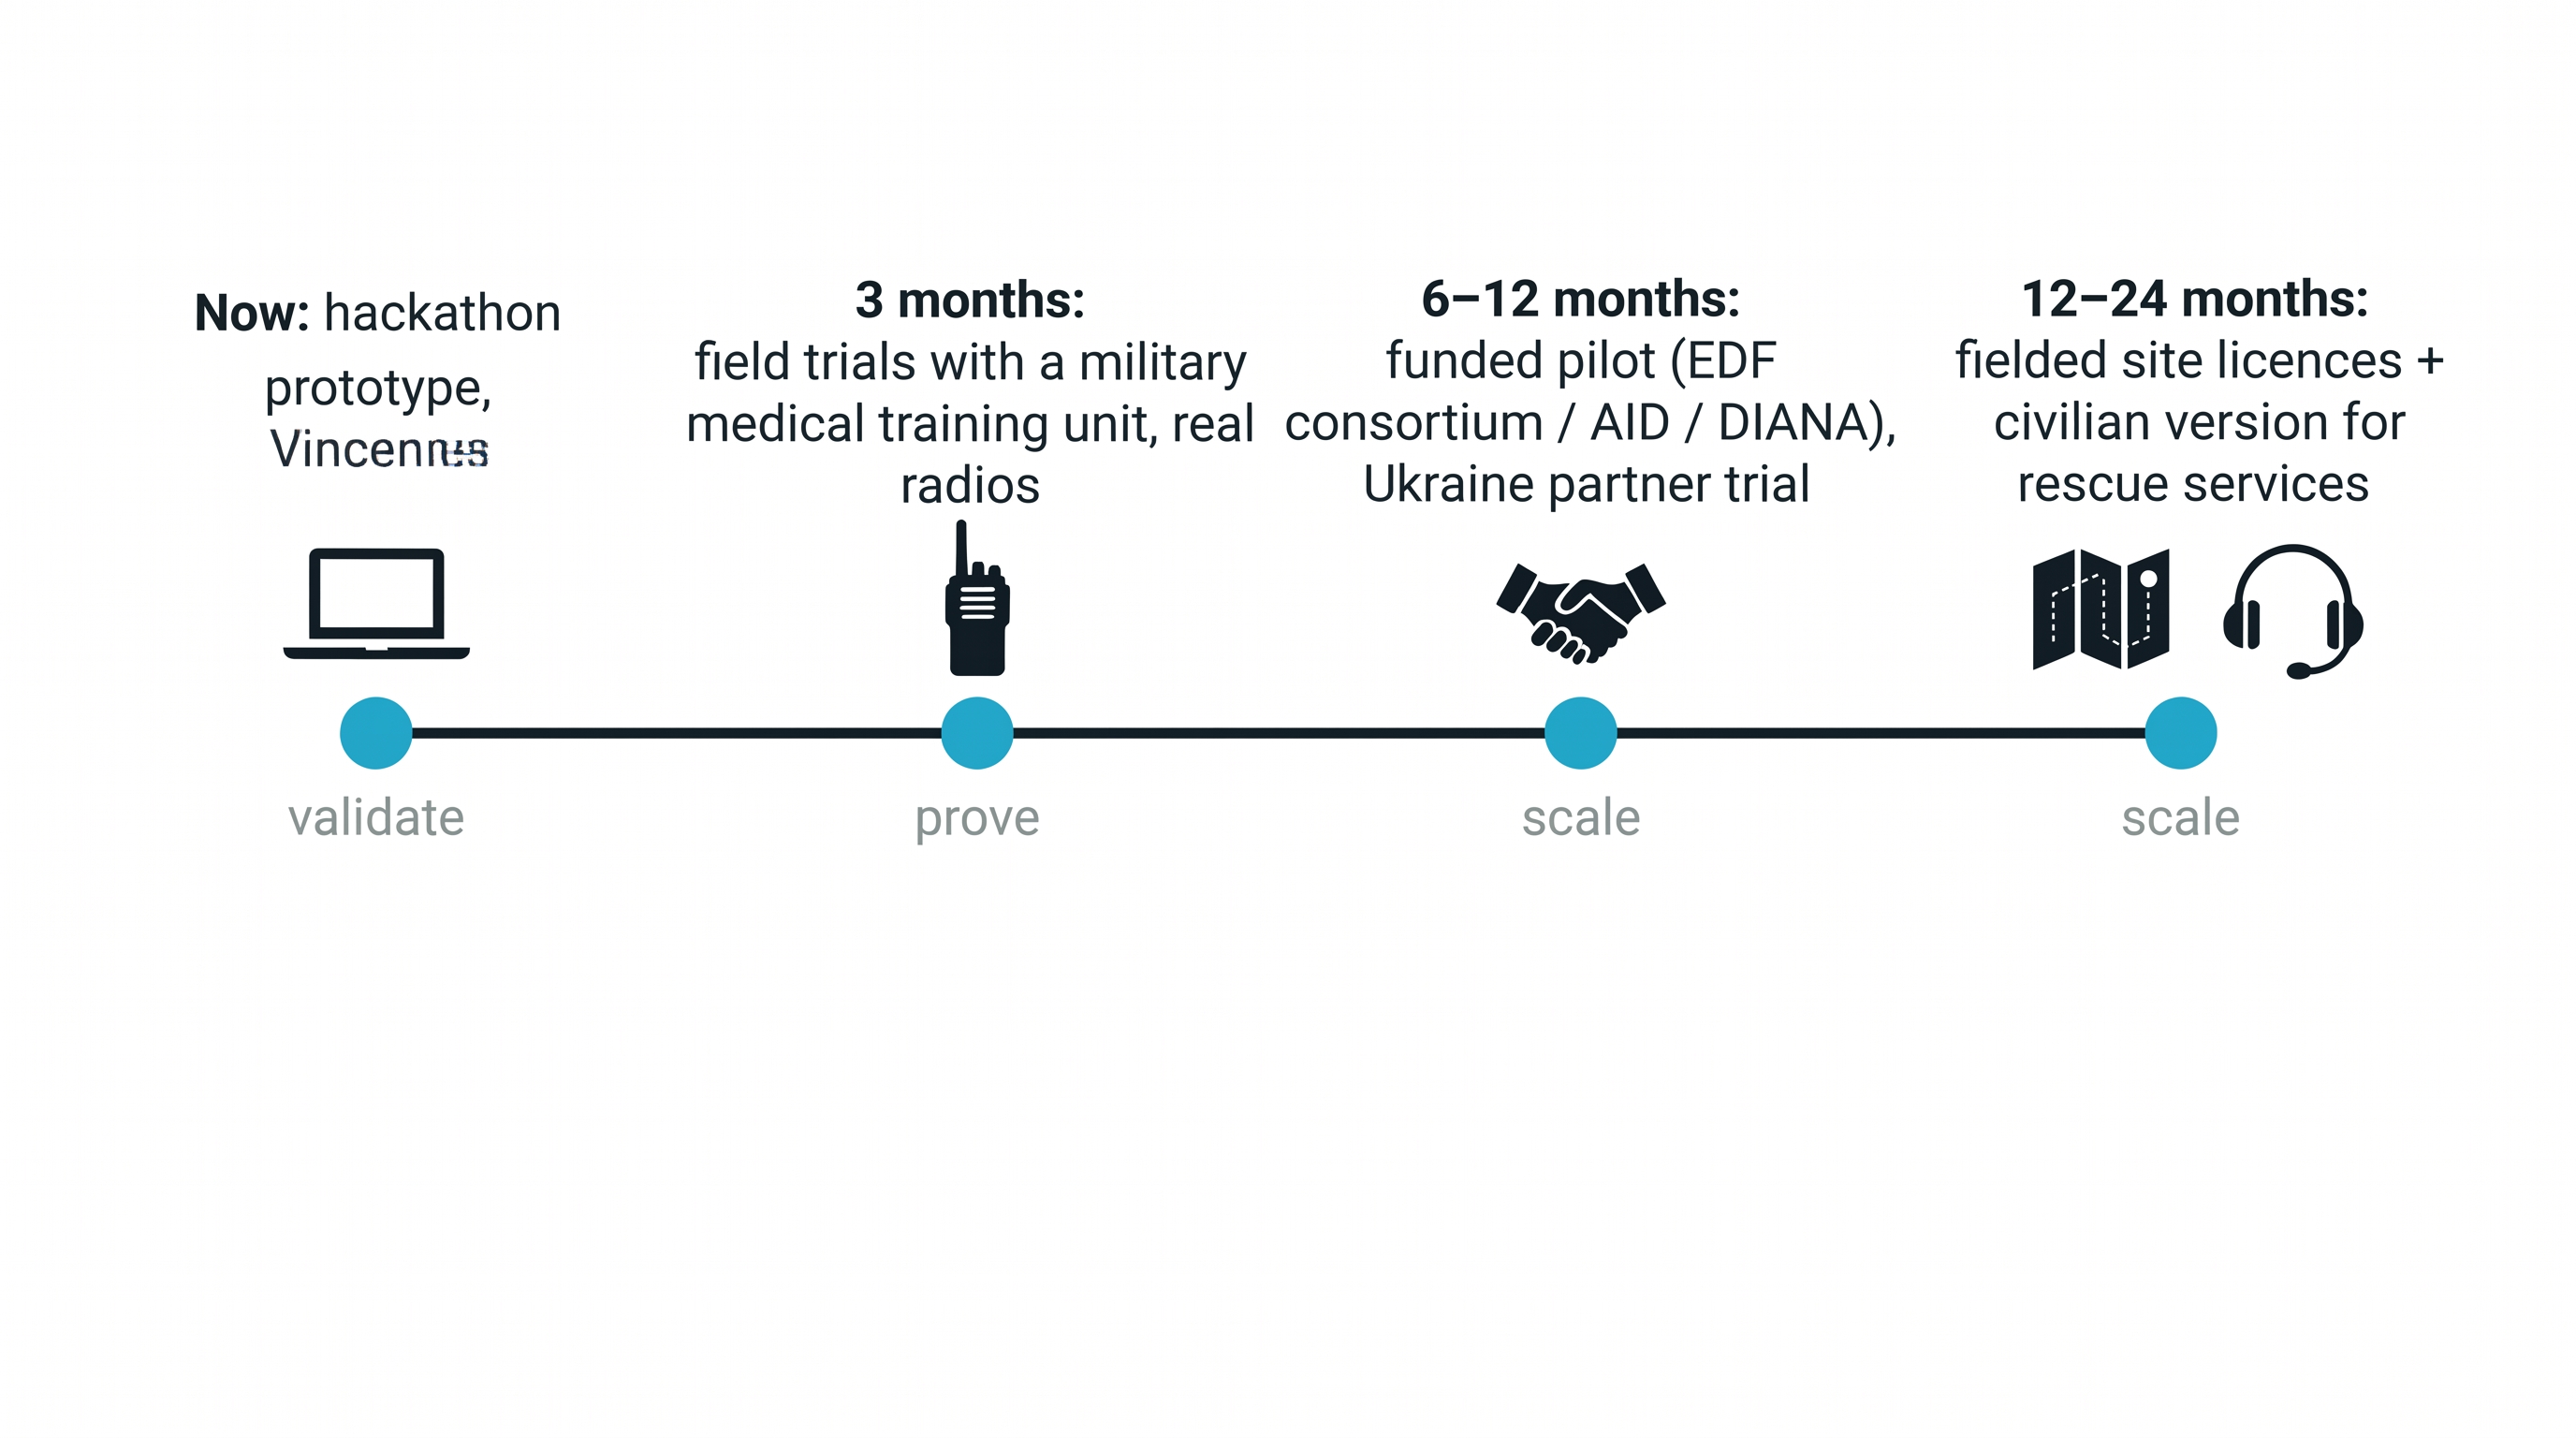 Now: hackathon
prototype,
Vincennes
3 months:
field trials with a military
medical training unit, real
radios
6–12 months:
funded pilot (EDF
consortium / AID / DIANA),
Ukraine partner trial
12–24 months:
fielded site licences +
civilian version for
rescue services
validate
prove
scale
scale